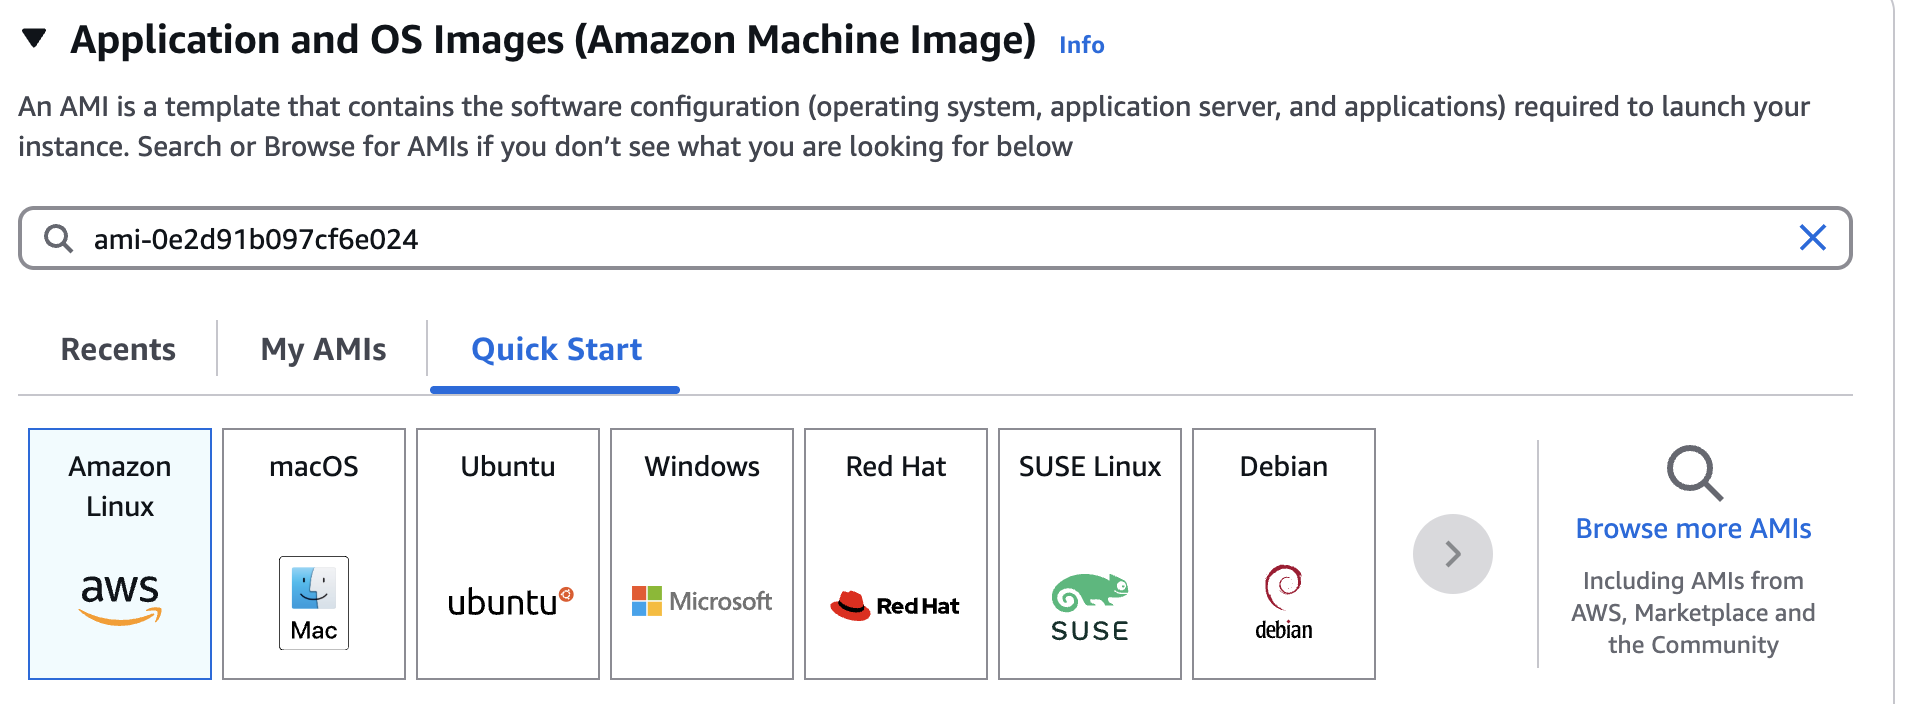 Application and OS Images (Amazon Machine Image) Info
An AMI is a template that contains the software configuration (operating system, application server, and applications) required to launch your
instance. Search or Browse for AMIs if you don’t see what you are looking for below
ami-0e2d91b097cf6e024
Recents
My AMIs
Quick Start
Amazon
Linux
aws
macOS
Mac
Ubuntu
ubuntu
Windows
Microsoft
Red Hat
Red Hat
SUSE Linux
SUSE
Debian
debian
Browse more AMIs
Including AMIs from
AWS, Marketplace and
the Community